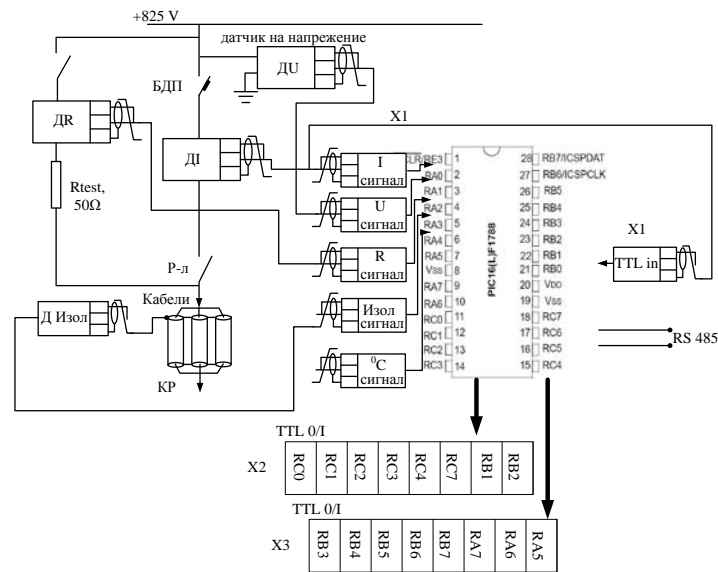 +825 V
датчик на напрежение
ДU
БДП
ДR
ДI
X1
I
сигнал
U
сигнал
R
сигнал
Изол
сигнал
⁰C
сигнал
Rtest,
50Ω
Р-л
Кабели
Д Изол
КР
CLR/RE3 1
RA0 2
RA1 3
RA2 4
RA3 5
RA4 6
RA5 7
Vss 8
RA7 9
RA6 10
RC0 11
RC1 12
RC2 13
RC3 14
PIC16(L)F1788
28 RB7/ICSPDAT
27 RB6/ICSPCLK
26 RB5
25 RB4
24 RB3
23 RB2
22 RB1
21 RB0
20 VDD
19 Vss
18 RC7
17 RC6
16 RC5
15 RC4
X1
TTL in
RS 485
TTL 0/I
X2
RC0 RC1 RC2 RC3 RC4 RC7 RB1 RB2
TTL 0/I
X3
RB3 RB4 RB5 RB6 RB7 RA7 RA6 RA5